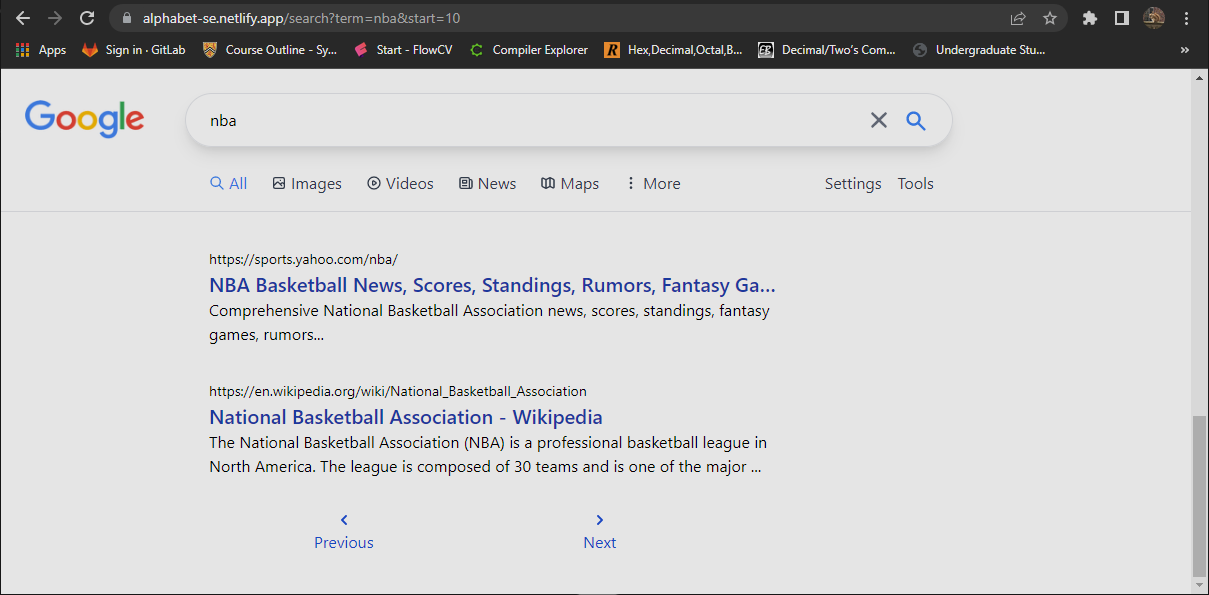 alphabet-se.netlify.app/search?term=nba&start=10
Apps Sign in · GitLab Course Outline - Sy... Start - FlowCV Compiler Explorer Hex,Decimal,Octal,B... Decimal/Two's Com... Undergraduate Stu... »
Google nba
All Images Videos News Maps More Settings Tools
https://sports.yahoo.com/nba/
NBA Basketball News, Scores, Standings, Rumors, Fantasy Ga...
Comprehensive National Basketball Association news, scores, standings, fantasy
games, rumors...
https://en.wikipedia.org/wiki/National_Basketball_Association
National Basketball Association - Wikipedia
The National Basketball Association (NBA) is a professional basketball league in
North America. The league is composed of 30 teams and is one of the major ...
Previous Next